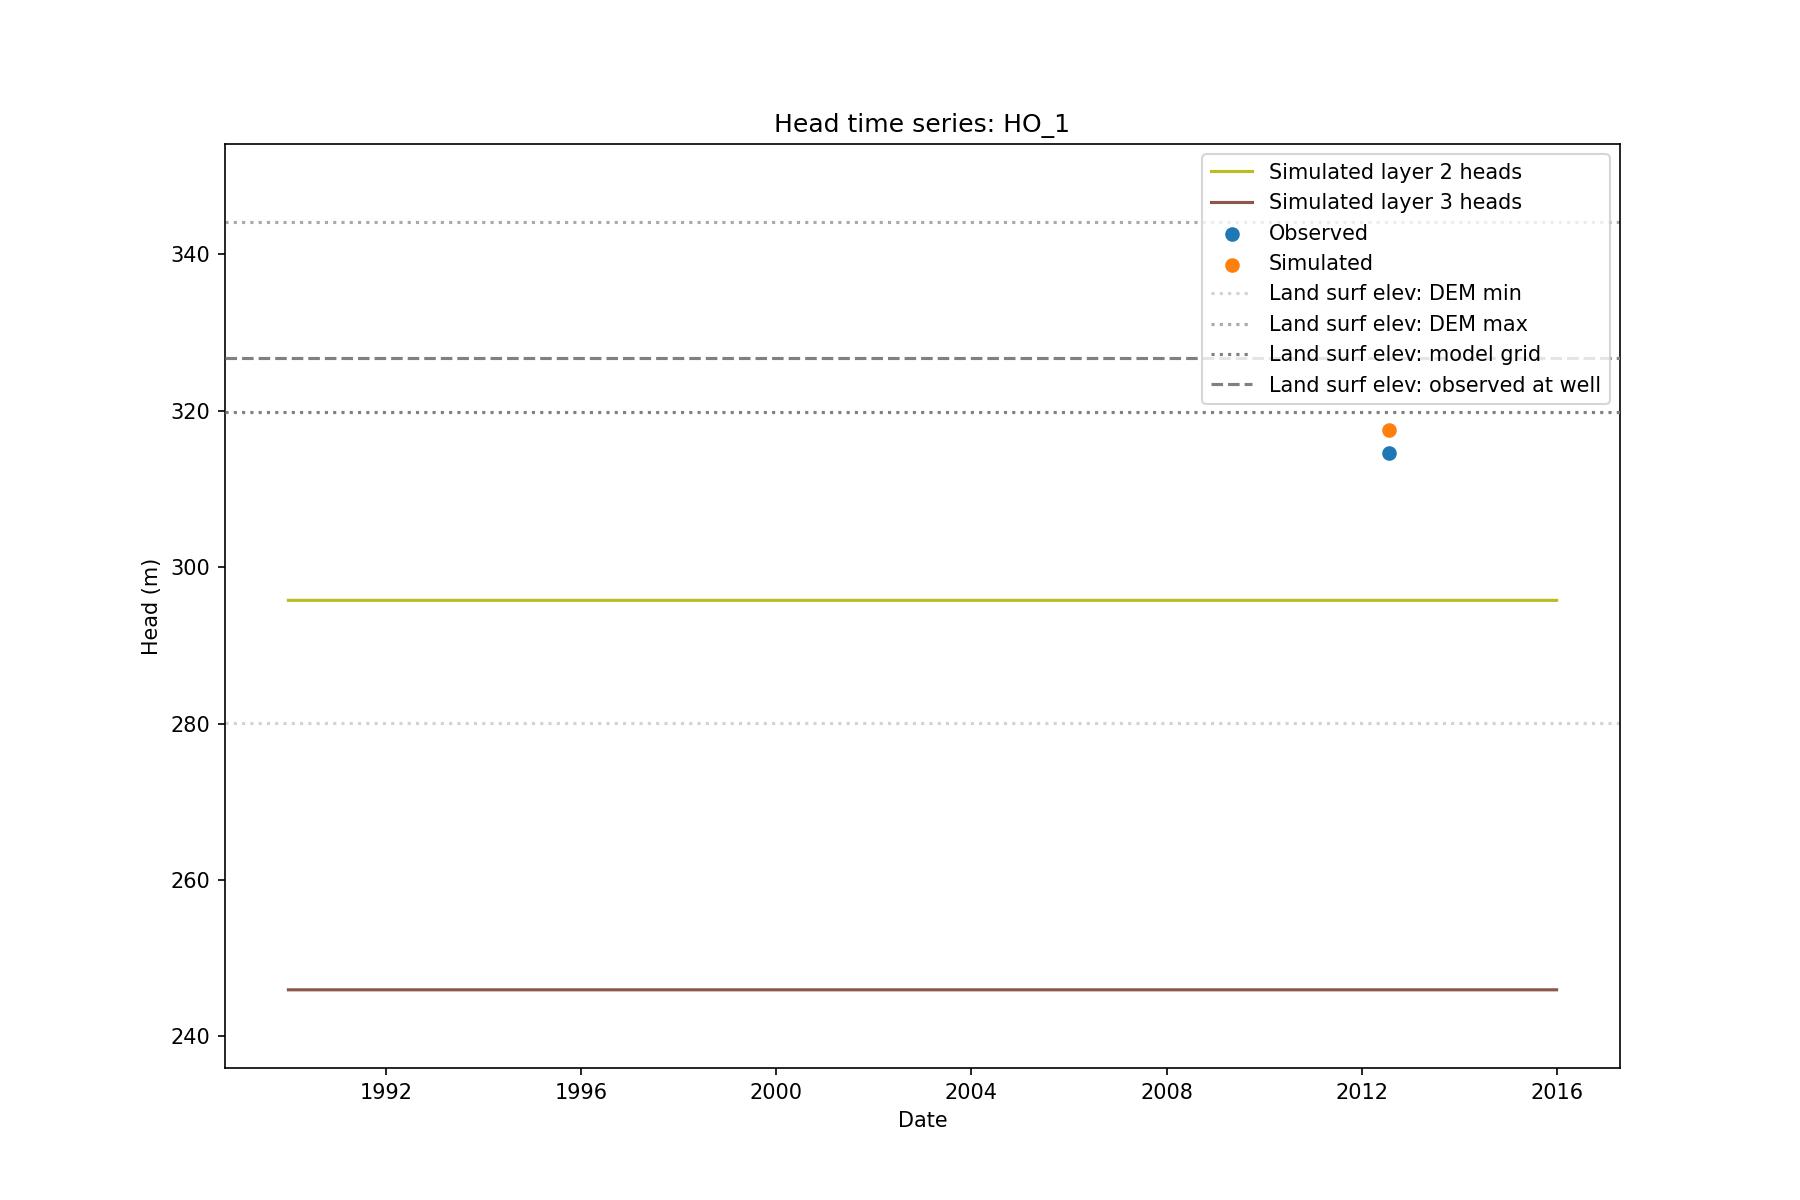 Head time series: HO_1
Simulated layer 2 heads
Simulated layer 3 heads
Observed
Simulated
Land surf elev: DEM min
Land surf elev: DEM max
Land surf elev: model grid
Land surf elev: observed at well
Head (m)
340
320
300
280
260
240
1992 1996 2000 2004 2008 2012 2016
Date